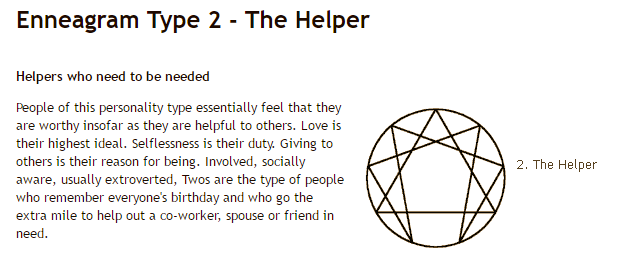 Enneagram Type 2 - The Helper
Helpers who need to be needed
People of this personality type essentially feel that they
are worthy insofar as they are helpful to others. Love is
their highest ideal. Selflessness is their duty. Giving to
others is their reason for being. Involved, socially
aware, usually extroverted, Twos are the type of people
who remember everyone's birthday and who go the
extra mile to help out a co-worker, spouse or friend in
need.
2. The Helper